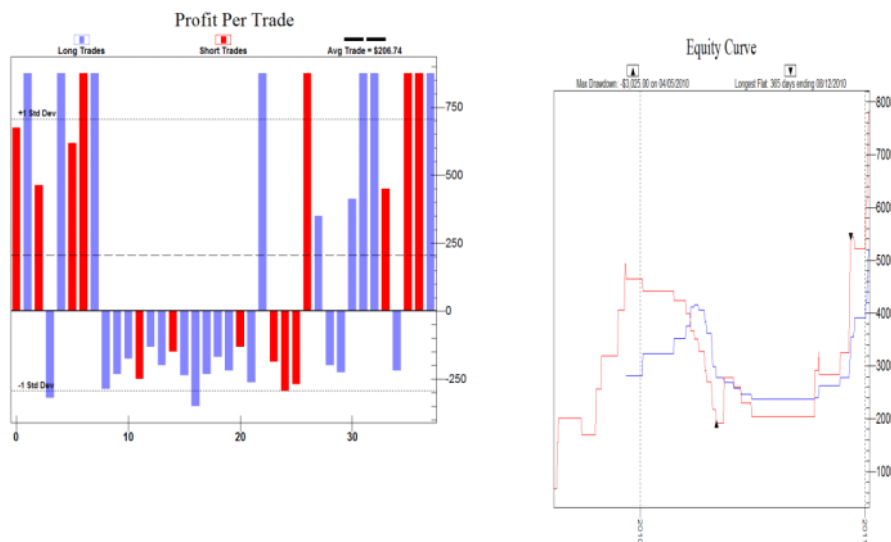 Profit Per Trade
Long Trades
Short Trades
Avg Trade = $206.74
750
+1 Std Dev
500
250
0
-250
-1 Std Dev
0
10
20
30
Equity Curve
Max Drawdown: -$3,025.00 on 04/05/2010
Longest Flat: 365 days ending 08/12/2010
800
700
600
500
400
300
200
100
2010